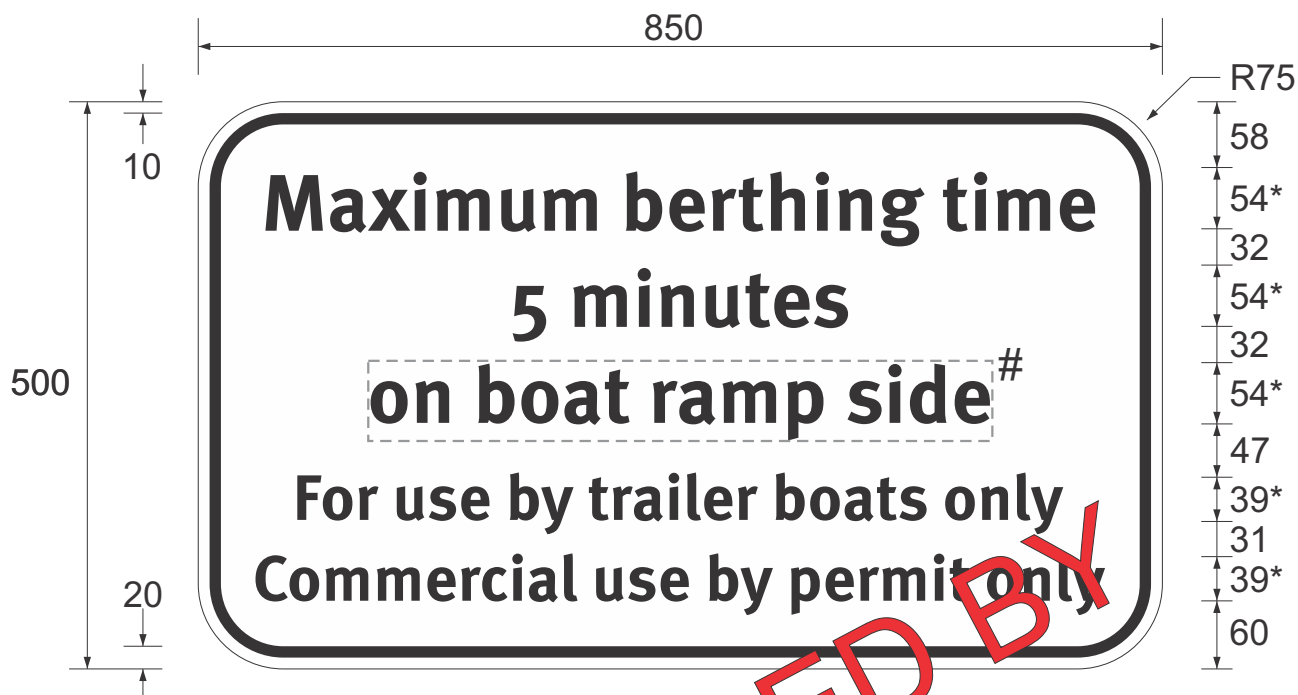 850
R75
10
58
54*
32
54*
32
54*
47
39*
31
39*
60
500
20
Maximum berthing time
5 minutes
on boat ramp side#
For use by trailer boats only
Commercial use by permit only
BY